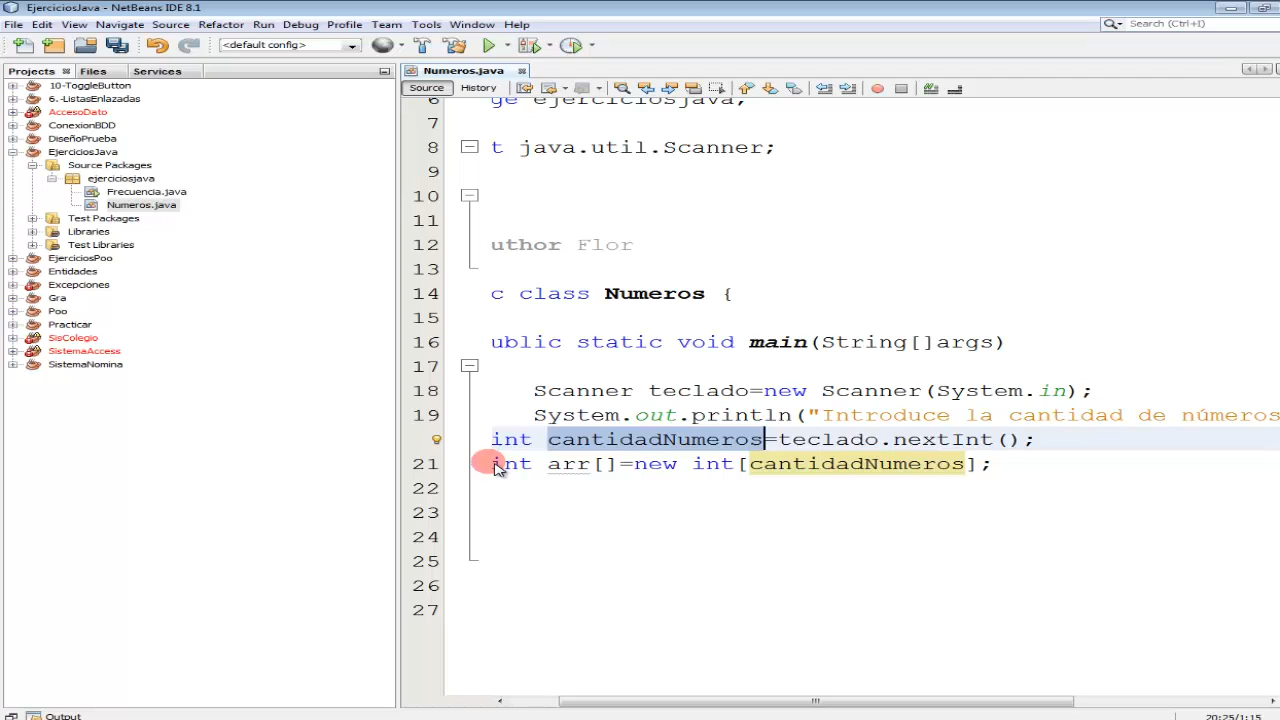 EjerciciosJava - NetBeans IDE 8.1
File Edit View Navigate Source Refactor Run Debug Profile Team Tools Window Help
<default config>
Search (Ctrl+I)
Projects Files Services
10-ToggleButton
6.-ListasEnlazadas
AccesoDato
ConexionBDD
DiseñoPrueba
EjerciciosJava
Source Packages
ejerciciosjava
Frecuencia.java
Numeros.java
Test Packages
Libraries
Test Libraries
EjerciciosPoo
Entidades
Excepciones
Gra
Poo
Practicar
SisColegio
SistemaAccess
SistemaNomina
Numeros.java
Source History
6 ge ejerciciosjava;
7
8 t java.util.Scanner;
9
10
11
12 uthor Flor
13
14 c class Numeros {
15
16 ublic static void main(String[]args)
17
18 Scanner teclado=new Scanner(System.in);
19 System.out.println("Introduce la cantidad de números
int cantidadNumeros=teclado.nextInt();
21 int arr[]=new int[cantidadNumeros];
22
23
24
25
26
27
Output
20:25/1:15